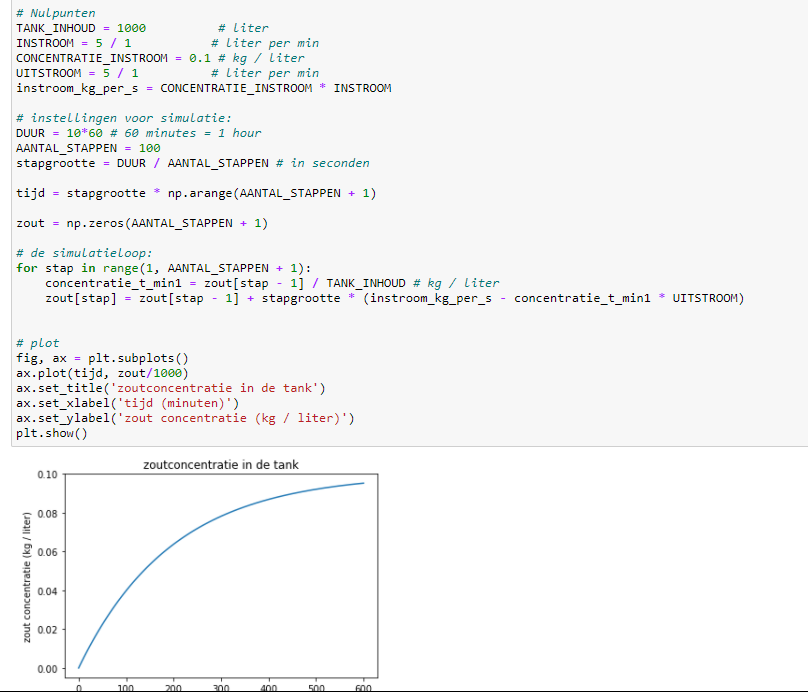 # Nulpunten
TANK_INHOUD = 1000 # liter
INSTROOM = 5 / 1 # liter per min
CONCENTRATIE_INSTROOM = 0.1 # kg / liter
UITSTROOM = 5 / 1 # liter per min
instroom_kg_per_s = CONCENTRATIE_INSTROOM * INSTROOM
# instellingen voor simulatie:
DUUR = 10*60 # 60 minutes = 1 hour
AANTAL_STAPPEN = 100
stapgrootte = DUUR / AANTAL_STAPPEN # in seconden
tijd = stapgrootte * np.arange(AANTAL_STAPPEN + 1)
zout = np.zeros(AANTAL_STAPPEN + 1)
# de simulatieloop:
for stap in range(1, AANTAL_STAPPEN + 1):
    concentratie_t_min1 = zout[stap - 1] / TANK_INHOUD # kg / liter
    zout[stap] = zout[stap - 1] + stapgrootte * (instroom_kg_per_s - concentratie_t_min1 * UITSTROOM)
# plot
fig, ax = plt.subplots()
ax.plot(tijd, zout/1000)
ax.set_title('zoutconcentratie in de tank')
ax.set_xlabel('tijd (minuten)')
ax.set_ylabel('zout concentratie (kg / liter)')
plt.show()
zoutconcentratie in de tank
zout concentratie (kg / liter)
0.10
0.08
0.06
0.04
0.02
0.00
0 100 200 300 400 500 600